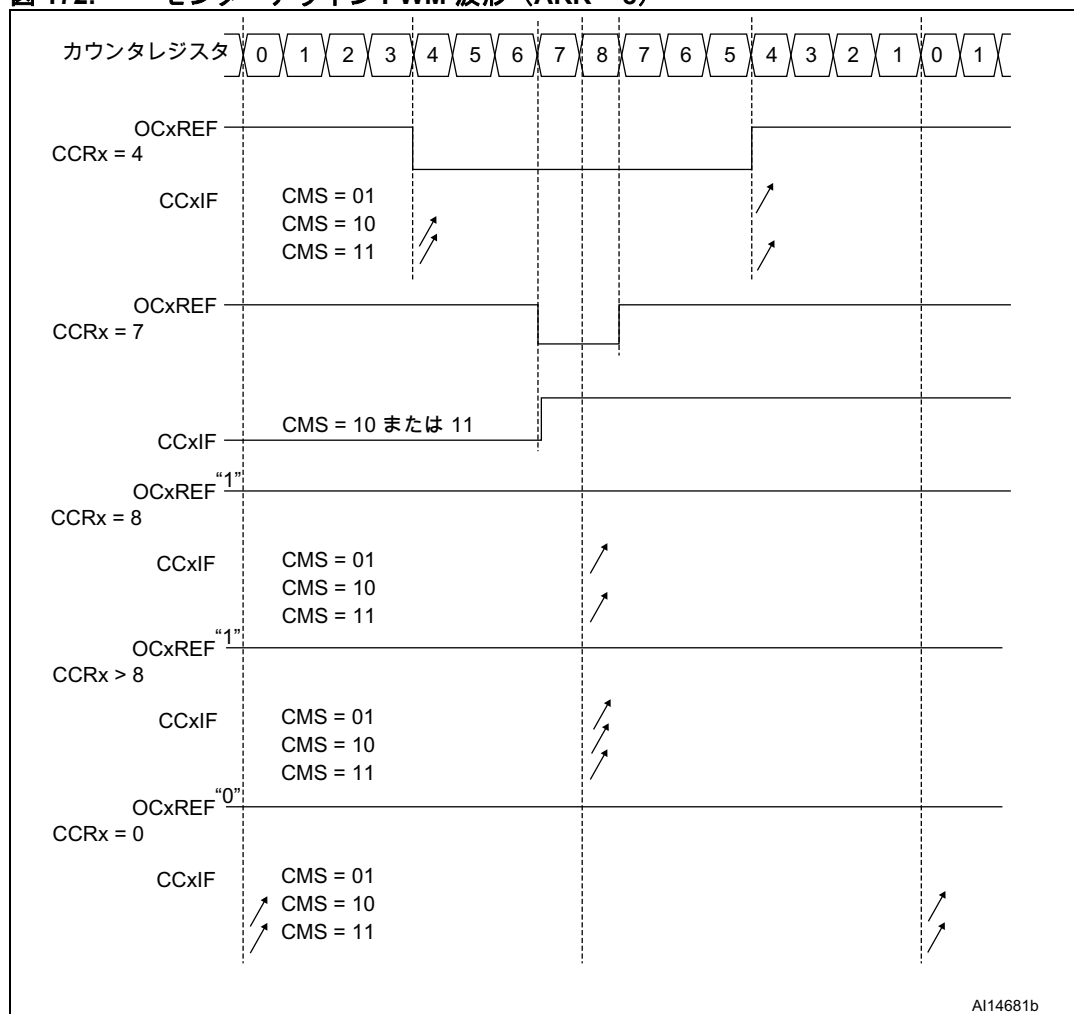 カウンタレジスタ 0 1 2 3 4 5 6 7 8 7 6 5 4 3 2 1 0 1
OCxREF
CCRx = 4
CCxIF
CMS = 01
CMS = 10
CMS = 11
OCxREF
CCRx = 7
CMS = 10 または 11
CCxIF
OCxREF “1”
CCRx = 8
CCxIF
CMS = 01
CMS = 10
CMS = 11
OCxREF “1”
CCRx > 8
CCxIF
CMS = 01
CMS = 10
CMS = 11
OCxREF “0”
CCRx = 0
CCxIF
CMS = 01
CMS = 10
CMS = 11
AI14681b